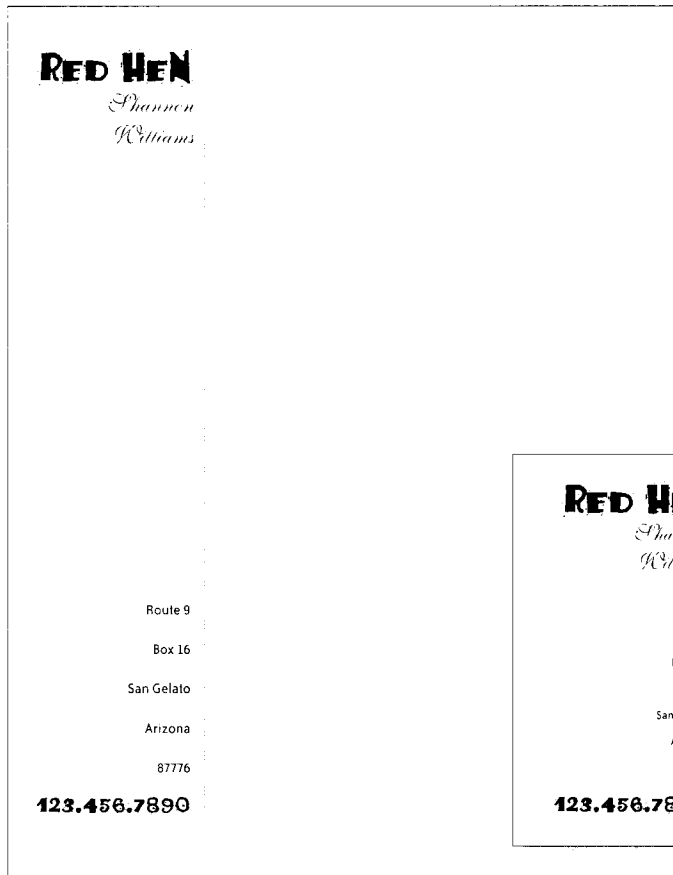 RED HEN
Shannon
Williams
Route 9
Box 16
San Gelato
Arizona
87776
123.456.7890
RED
San
123.456.78